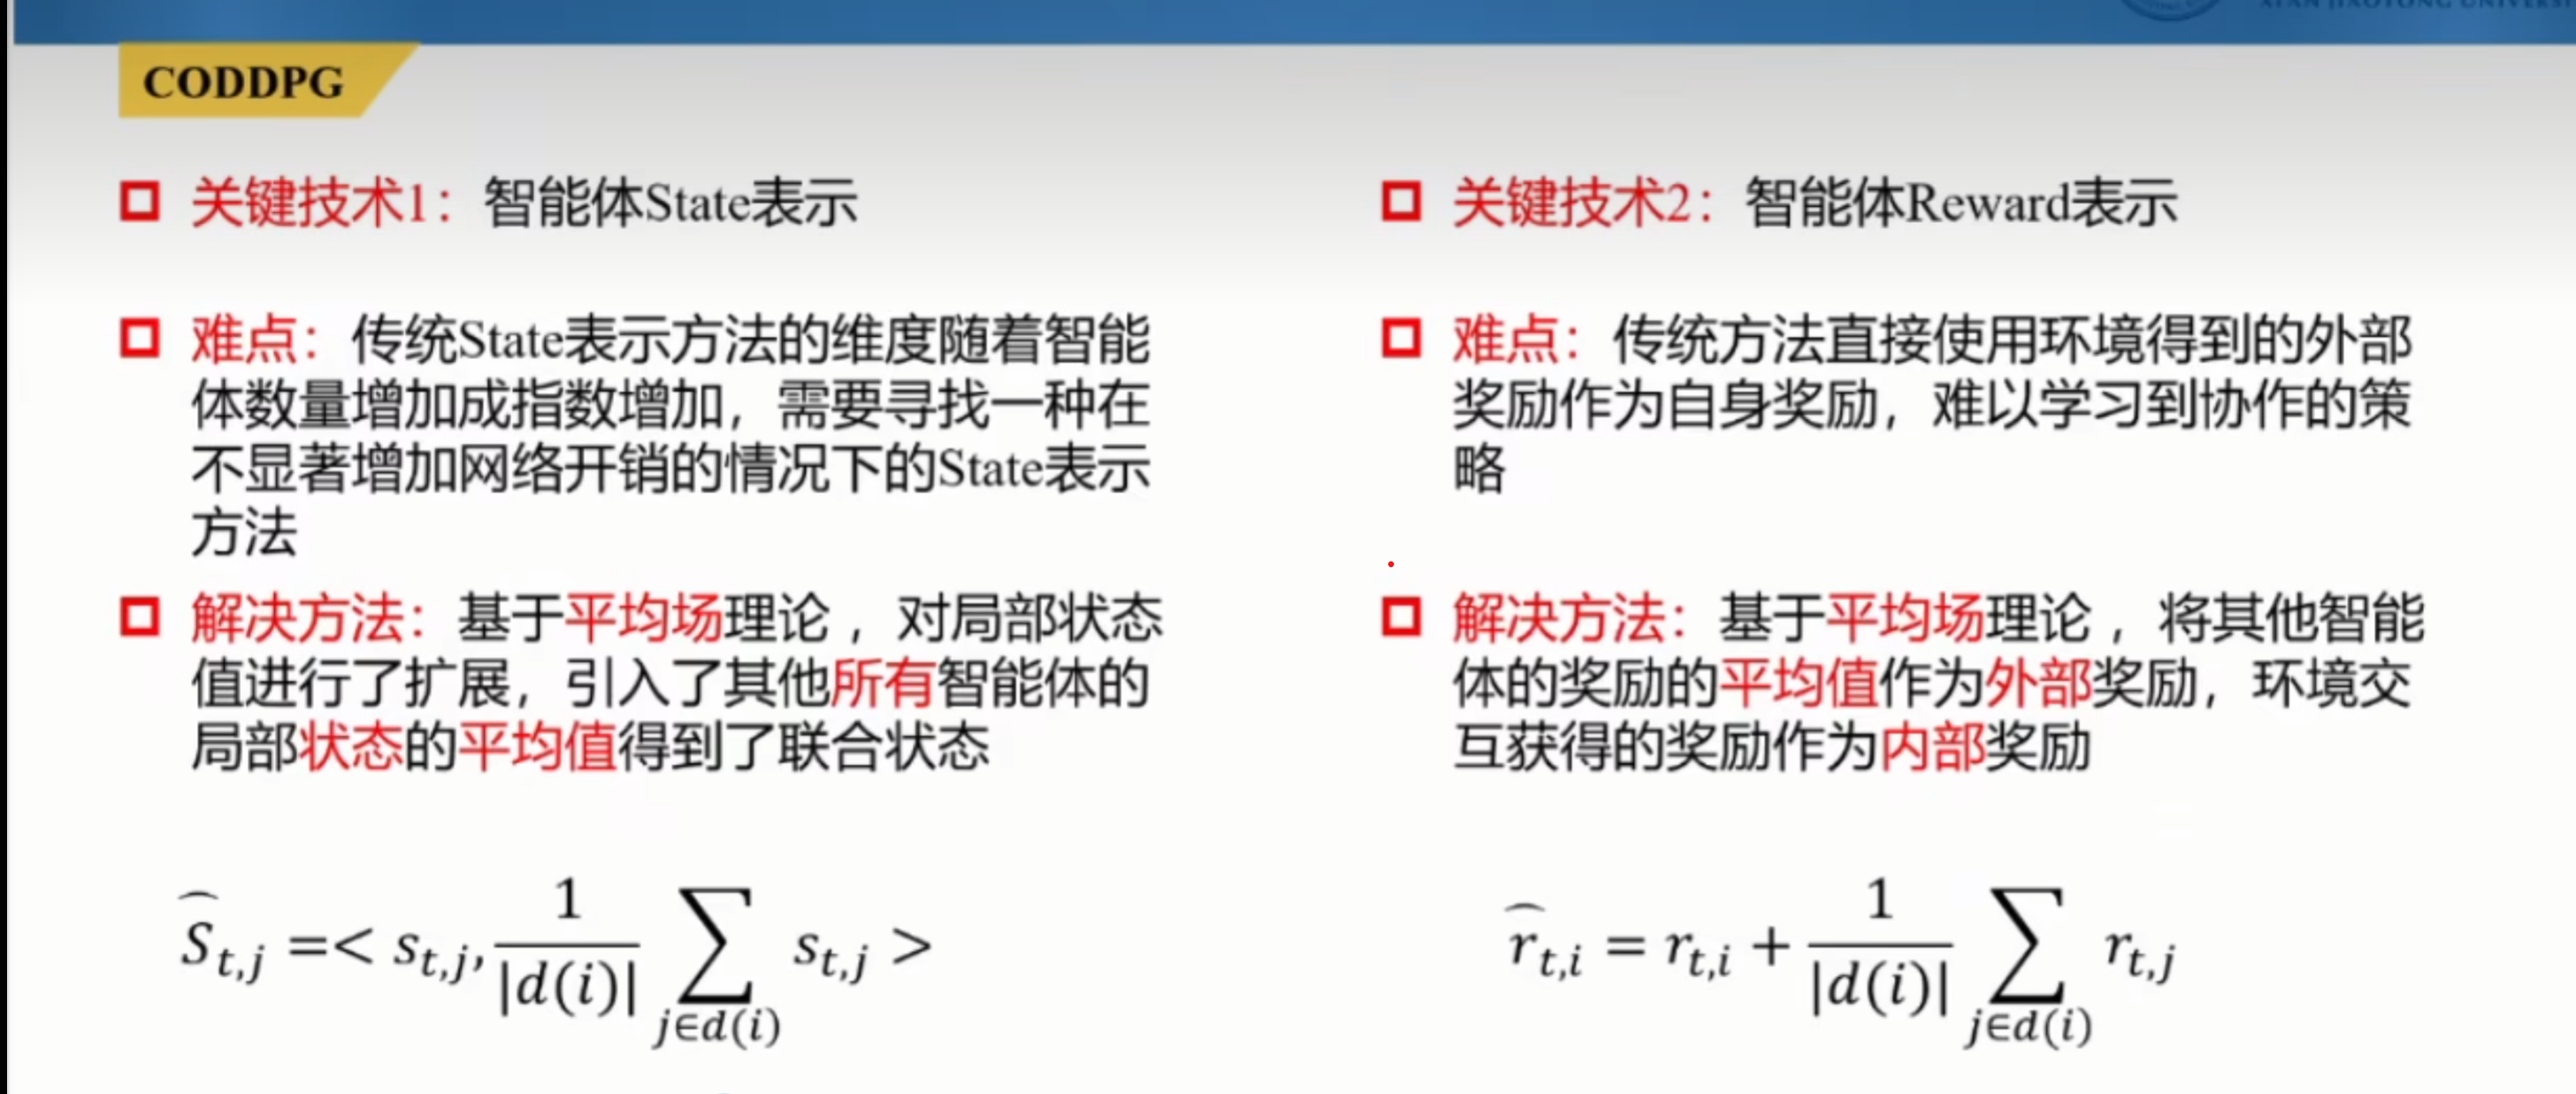 CODDPG
关键技术1：智能体State表示
难点：传统State表示方法的维度随着智能
体数量增加成指数增加，需要寻找一种在
不显著增加网络开销的情况下的State表示
方法
解决方法：基于平均场理论，对局部状态
值进行了扩展，引入了其他所有智能体的
局部状态的平均值得到了联合状态
$\widehat{S}_{t,j} =< s_{t,j}, \frac{1}{|d(i)|} \sum_{j∈d(i)} s_{t,j} >$
关键技术2：智能体Reward表示
难点：传统方法直接使用环境得到的外部
奖励作为自身奖励，难以学习到协作的策
略
解决方法：基于平均场理论，将其他智能
体的奖励的平均值作为外部奖励，环境交
互获得的奖励作为内部奖励
$\widehat{r}_{t,i} = r_{t,i} + \frac{1}{|d(i)|} \sum_{j∈d(i)} r_{t,j}$